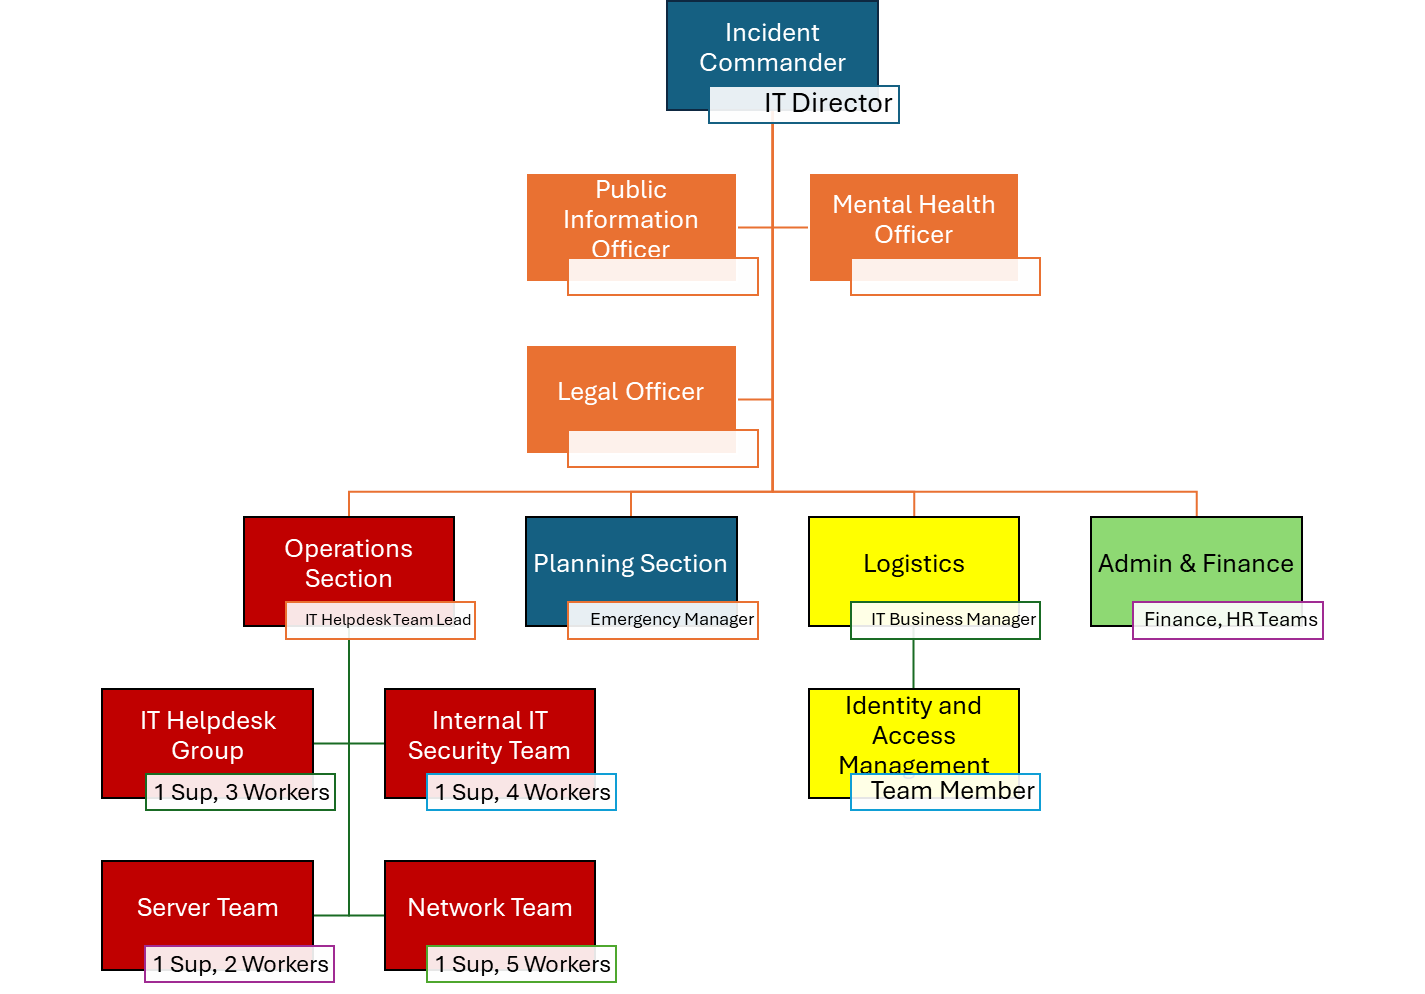 Incident
Commander
IT Director
Public
Information
Officer
Mental Health
Officer
Legal Officer
Operations
Section
IT Helpdesk Team Lead
Planning Section
Emergency Manager
Logistics
IT Business Manager
Admin & Finance
Finance, HR Teams
IT Helpdesk
Group
1 Sup, 3 Workers
Internal IT
Security Team
1 Sup, 4 Workers
Identity and
Access
Management
Team Member
Server Team
1 Sup, 2 Workers
Network Team
1 Sup, 5 Workers